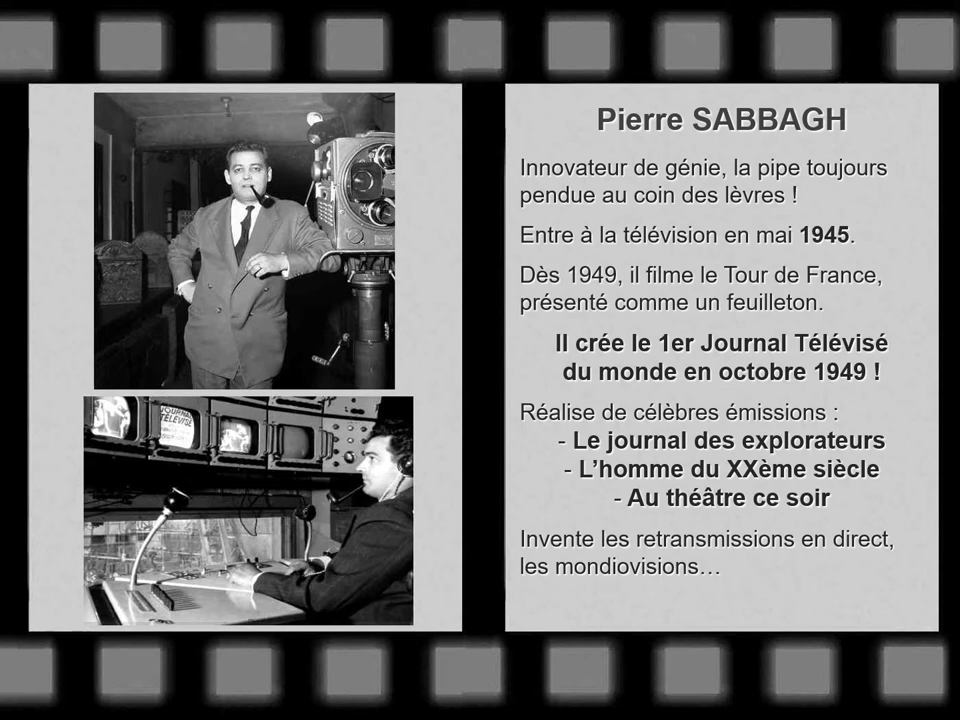 JOURNAL
TÉLÉVISÉ
Pierre SABBAGH
Innovateur de génie, la pipe toujours
pendue au coin des lèvres !
Entre à la télévision en mai 1945.
Dès 1949, il filme le Tour de France,
présenté comme un feuilleton.
Il crée le 1er Journal Télévisé
du monde en octobre 1949 !
Réalise de célèbres émissions :
- Le journal des explorateurs
- L’homme du XXème siècle
- Au théâtre ce soir
Invente les retransmissions en direct,
les mondiovisions…